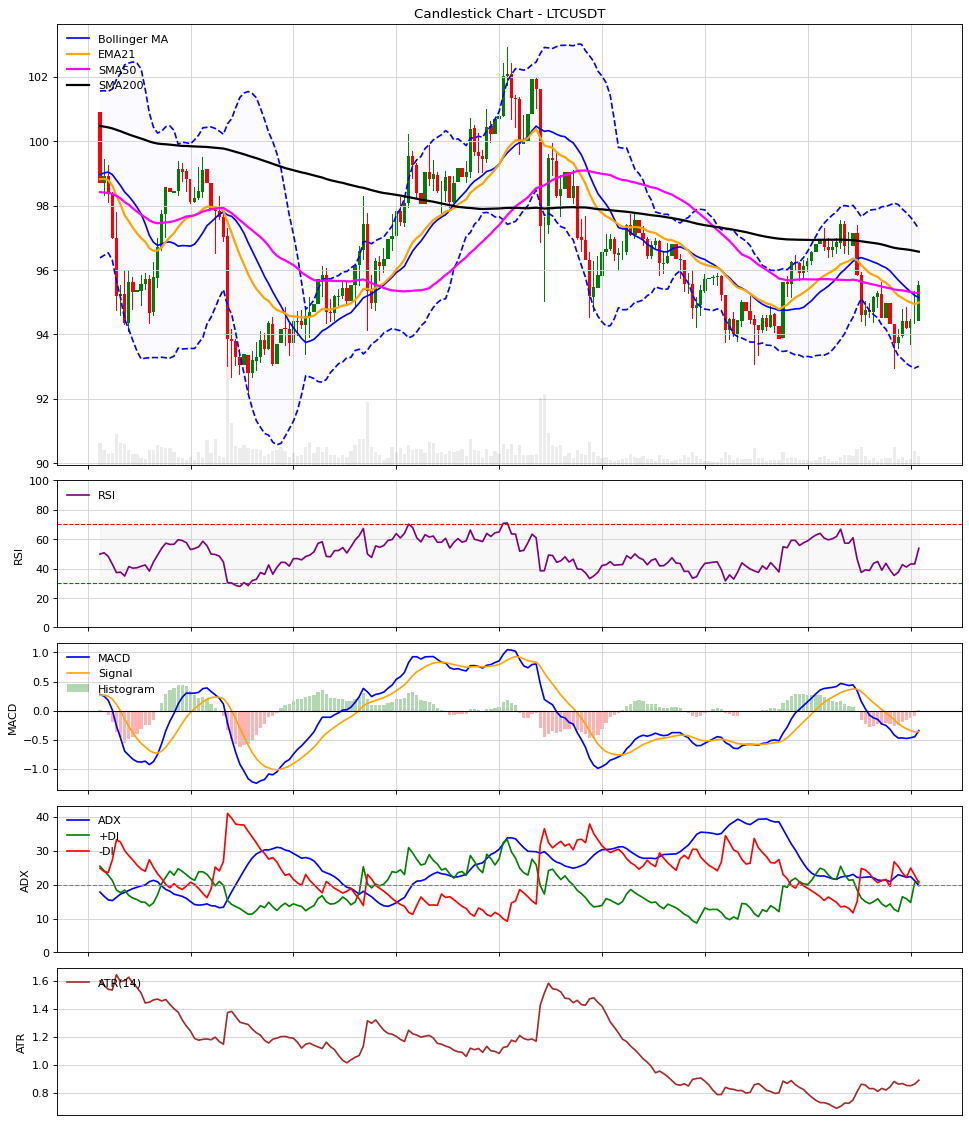 Candlestick Chart - LTCUSDT
Bollinger MA
EMA21
SMA50
SMA200
102
100
98
96
94
92
90
RSI
100
80
60
40
20
0
RSI
MACD
Signal
Histogram
1.0
0.5
0.0
−0.5
−1.0
MACD
ADX
+DI
-DI
40
30
20
10
0
ADX
ATR(14)
1.6
1.4
1.2
1.0
0.8
ATR